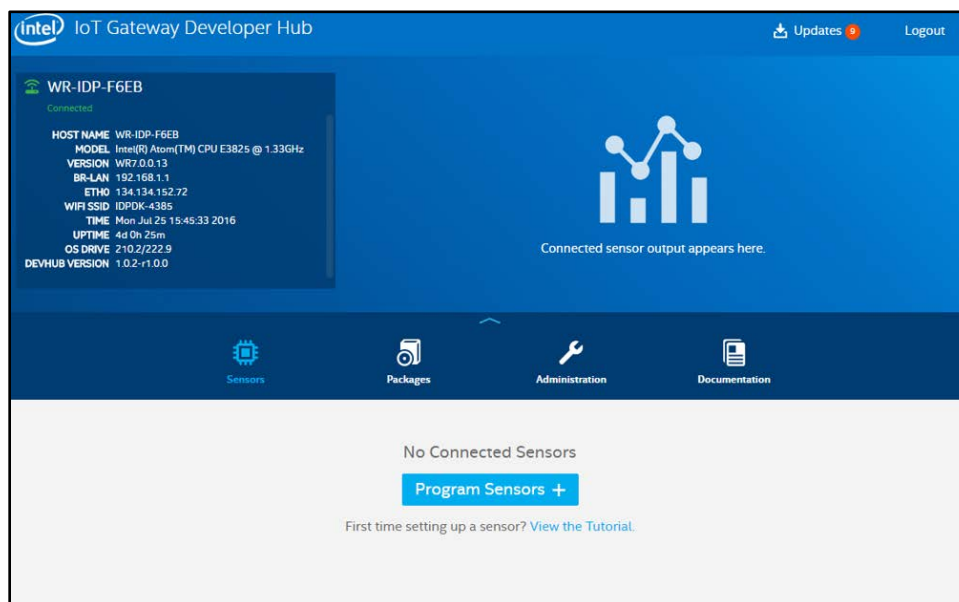 intel IoT Gateway Developer Hub
Updates 9
Logout
WR-IDP-F6EB
Connected
HOST NAME WR-IDP-F6EB
MODEL Intel(R) Atom(TM) CPU E3825 @ 1.33GHz
VERSION WR7.0.0.13
BR-LAN 192.168.1.1
ETH0 134.134.152.72
WIFI SSID IDPDK-4385
TIME Mon Jul 25 15:45:33 2016
UPTIME 4d 0h 25m
OS DRIVE 210.2/222.9
DEVHUB VERSION 1.0.2-r1.0.0
Connected sensor output appears here.
Sensors
Packages
Administration
Documentation
No Connected Sensors
Program Sensors +
First time setting up a sensor? View the Tutorial.